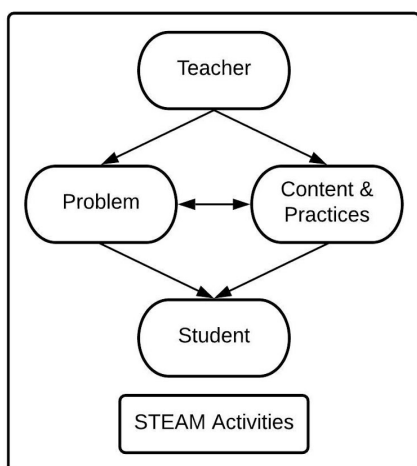 Teacher
Problem
Content &
Practices
Student
STEAM Activities